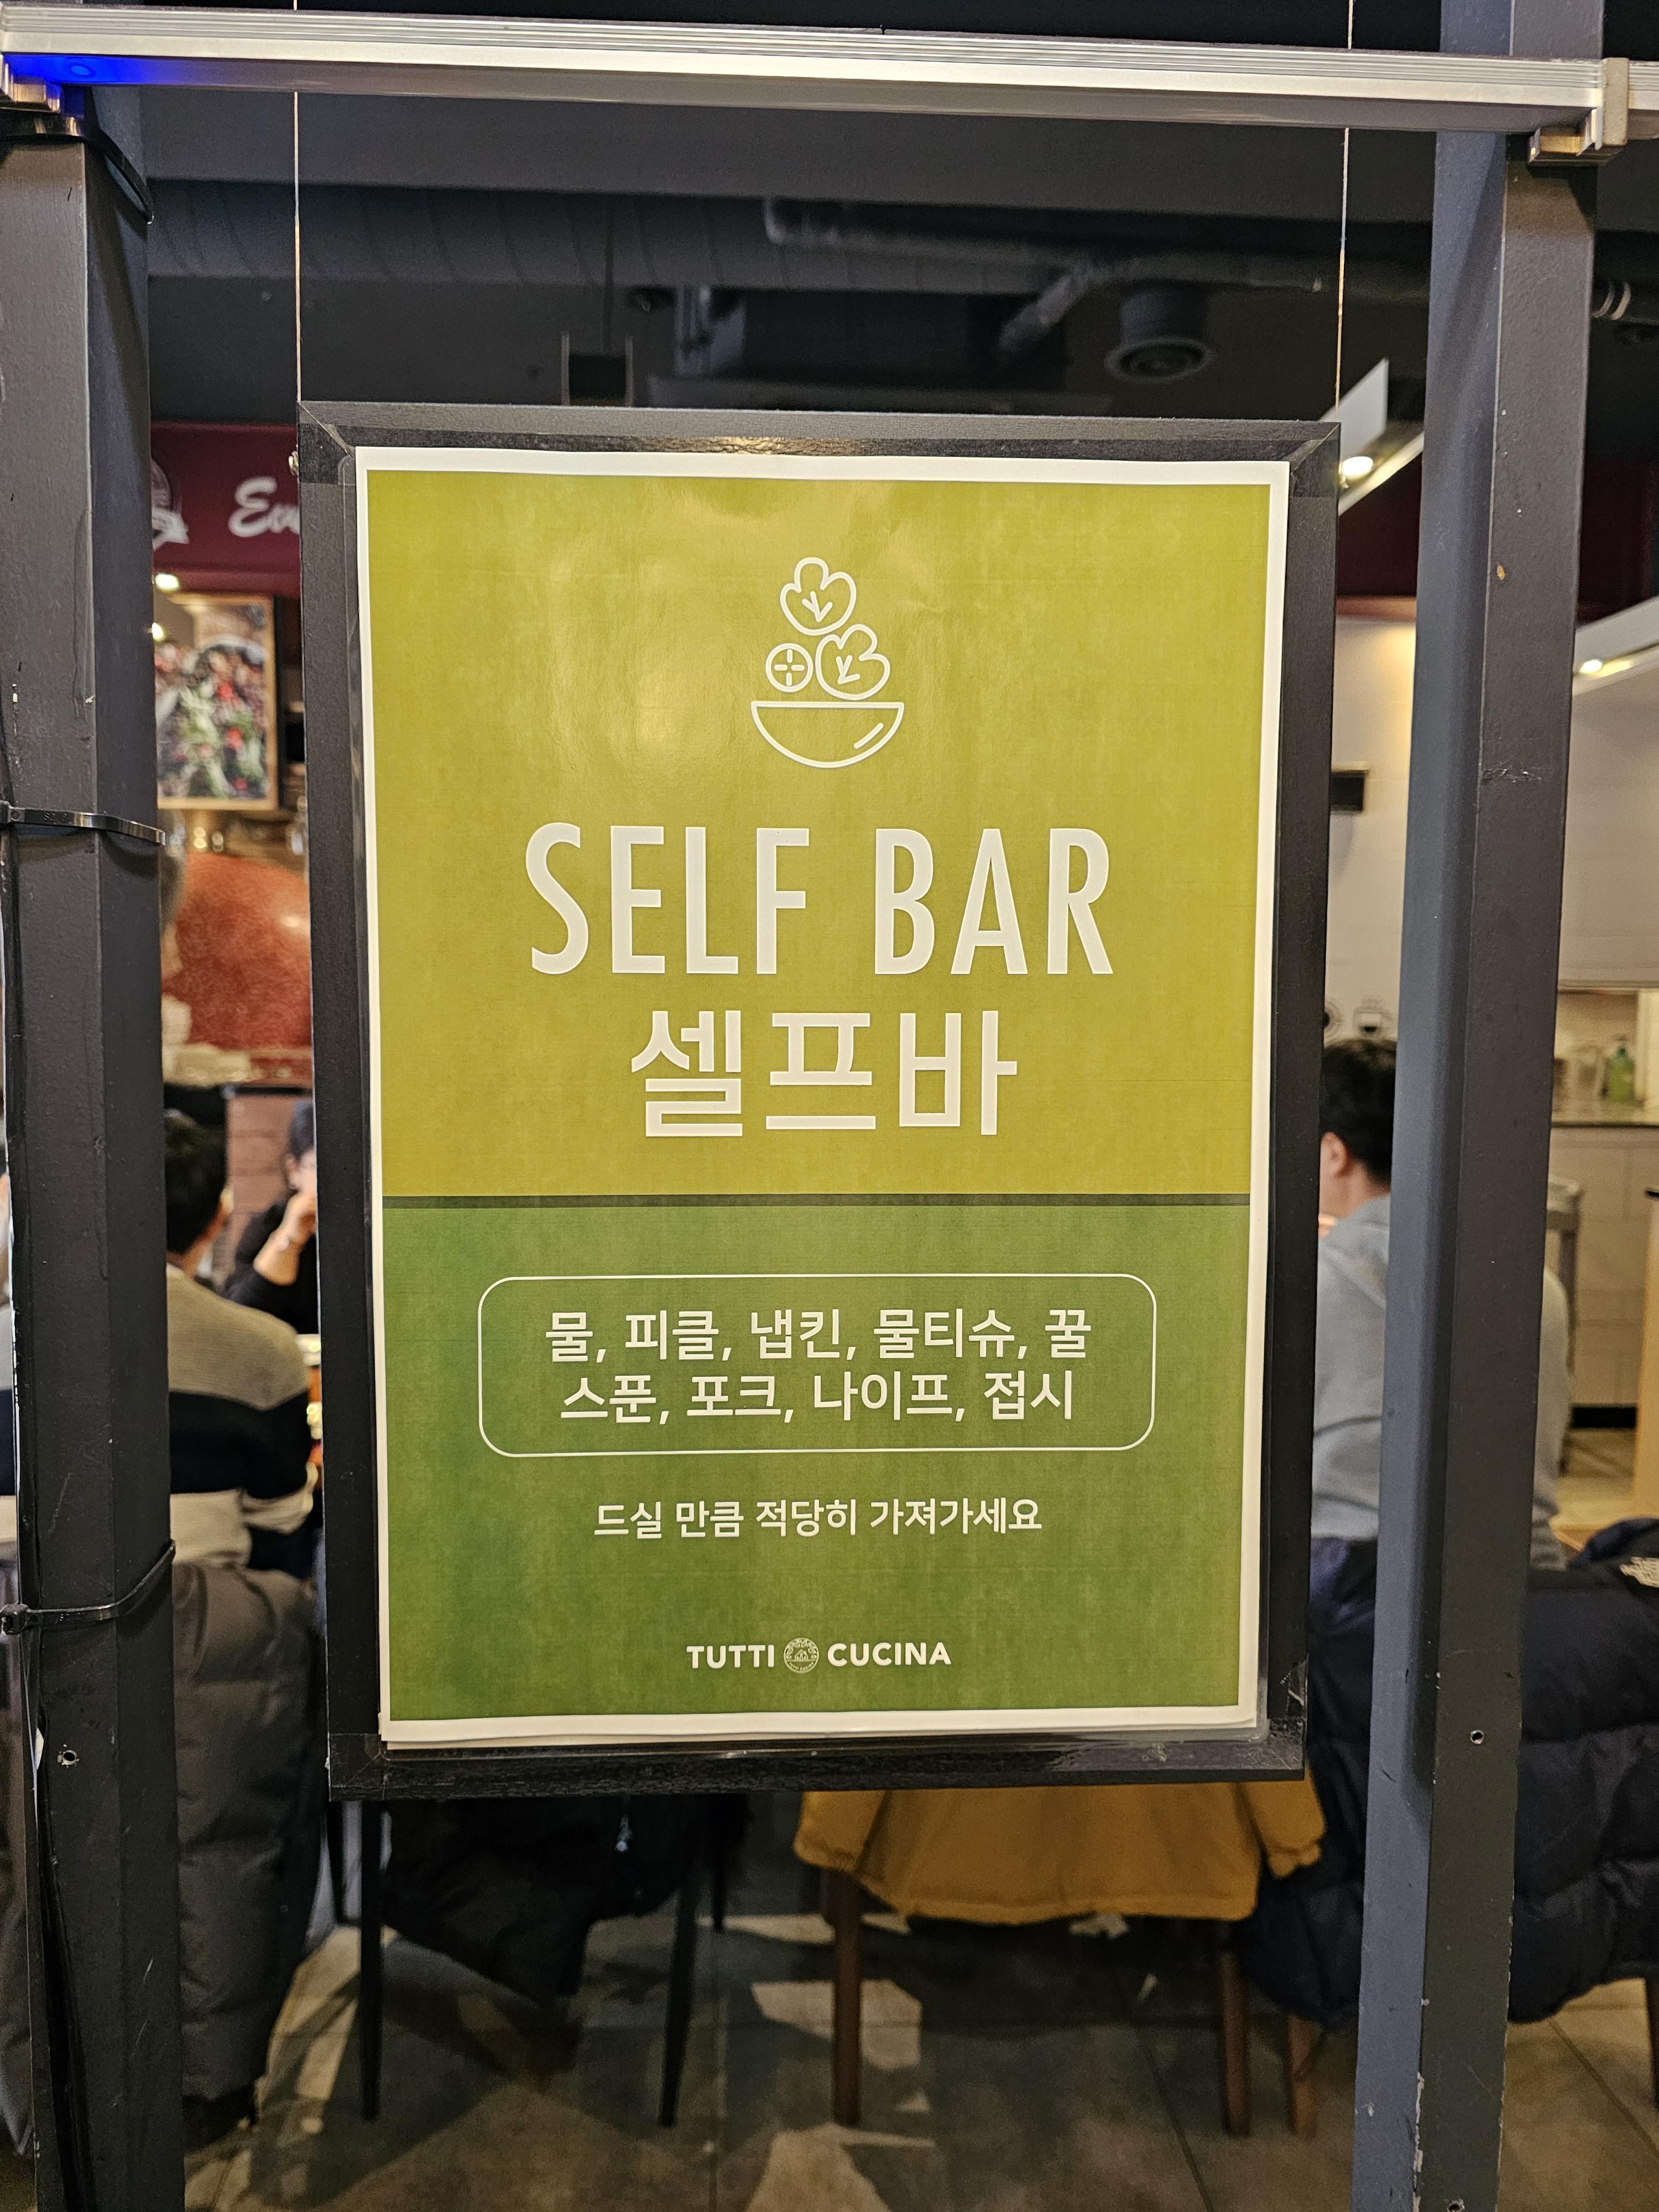 SELF BAR
셀프바
물, 피클, 냅킨, 물티슈, 꿀
스푼, 포크, 나이프, 접시
드실 만큼 적당히 가져가세요
TUTTI CUCINA